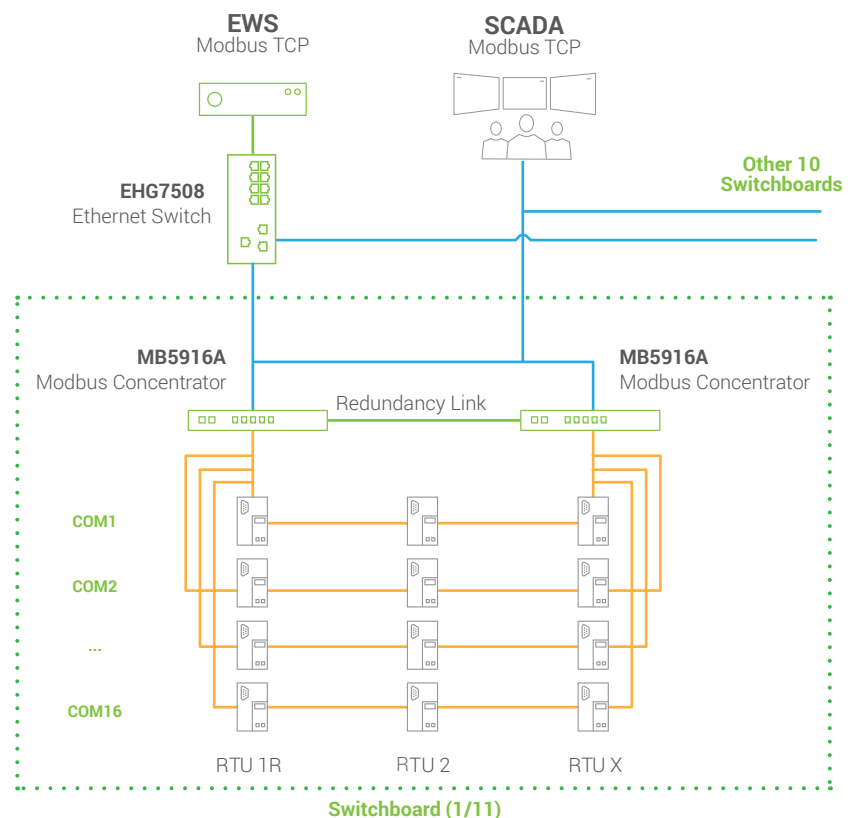 EWS
Modbus TCP
SCADA
Modbus TCP
EHG7508
Ethernet Switch
Other 10
Switchboards
MB5916A
Modbus Concentrator
MB5916A
Modbus Concentrator
Redundancy Link
COM1
COM2
...
COM16
RTU 1R
RTU 2
RTU X
Switchboard (1/11)